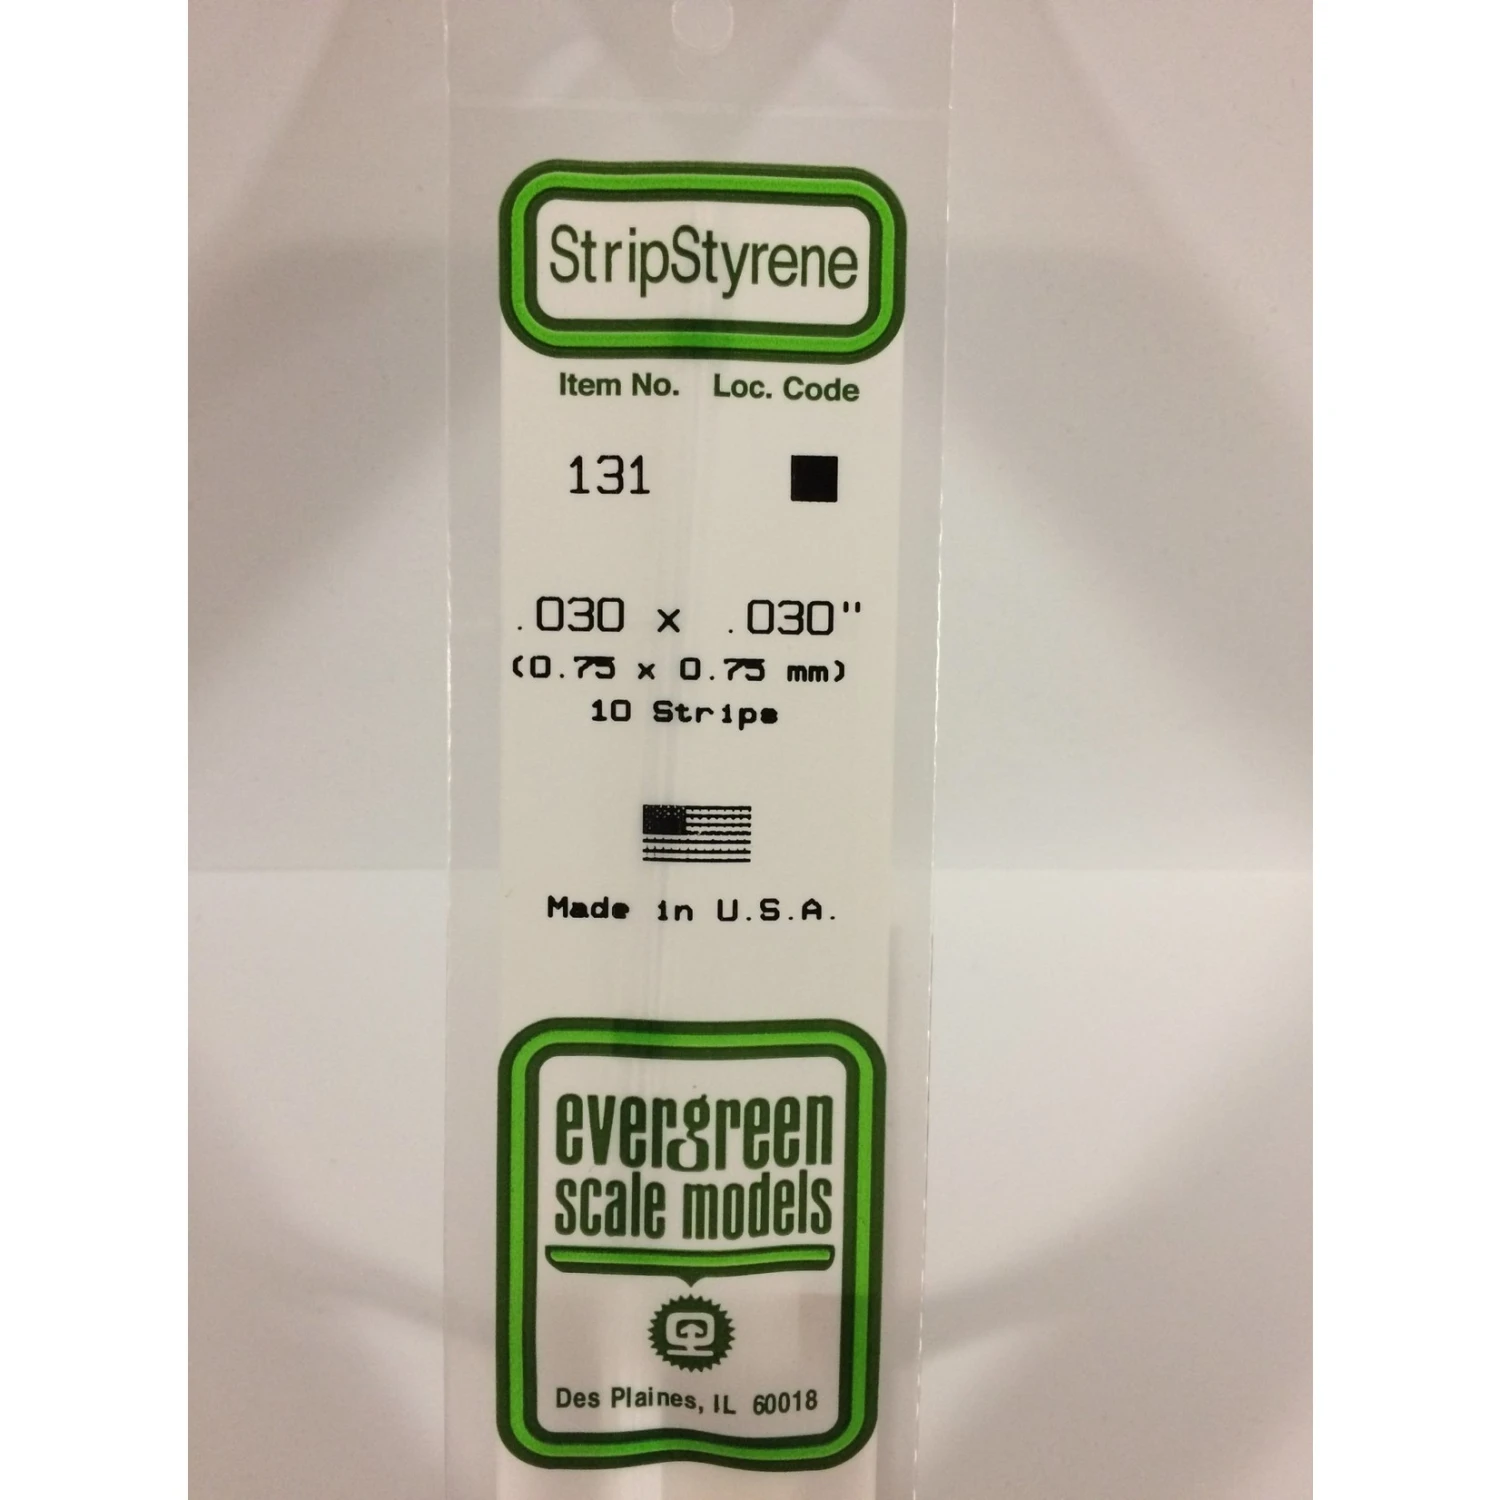 StripStyrene
Item No. Loc. Code
131
.030 x .030"
(0.75 x 0.75 mm)
10 Strips
Made in U.S.A.
evergreen
scale models
Des Plaines, IL 60018